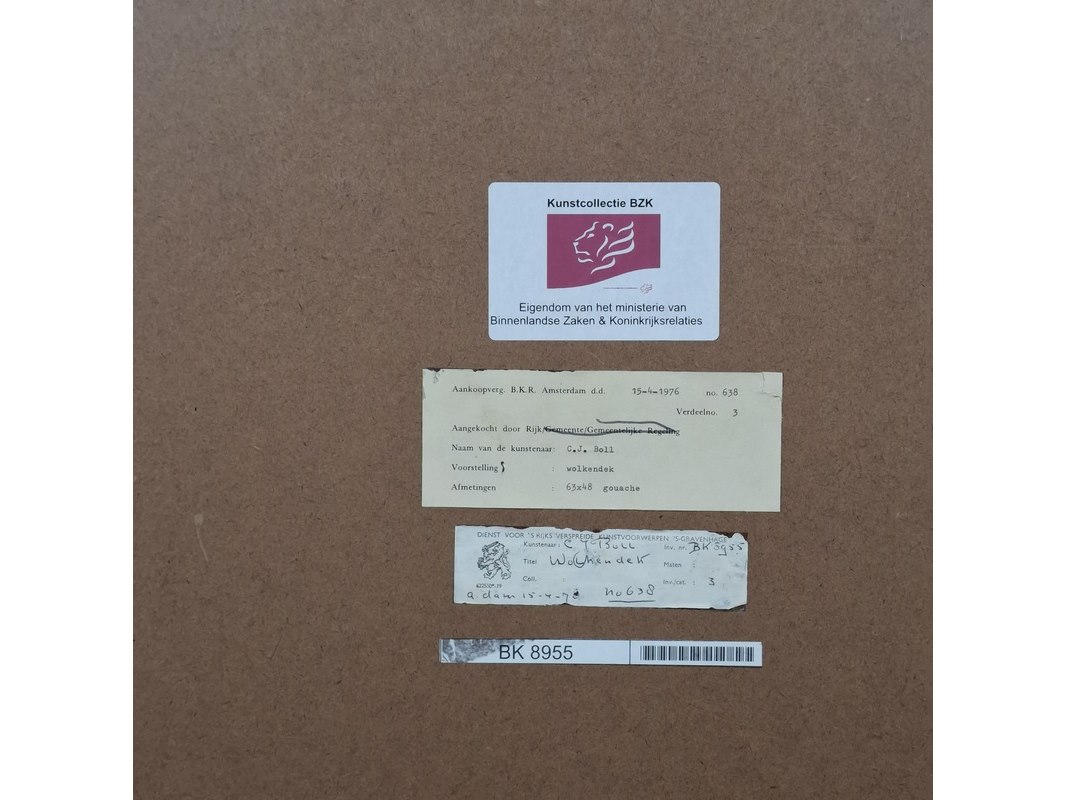 Kunstcollectie BZK
Eigendom van het ministerie van
Binnenlandse Zaken & Koninkrijksrelaties
Aankoopverg. B.K.R. Amsterdam d.d. 15-4-1976 no. 638
Verdeelno. 3
Aangekocht door Rijk/Gemeente/Gemeentelijke Regeling
Naam van de kunstenaar: C.J. Boll
Voorstelling : wolkendek
Afmetingen : 63x48 gouache
DIENST VOOR 'S RIJKS VERSPREIDE KUNSTVOORWERPEN 'S-GRAVENHAGE
Kunstenaar: C J Boll Inv. nr. BK 8955
Titel Wolkendek Maten :
Coll. : Inv./cat. : 3
a.dam 15-4-76 no 638
BK 8955